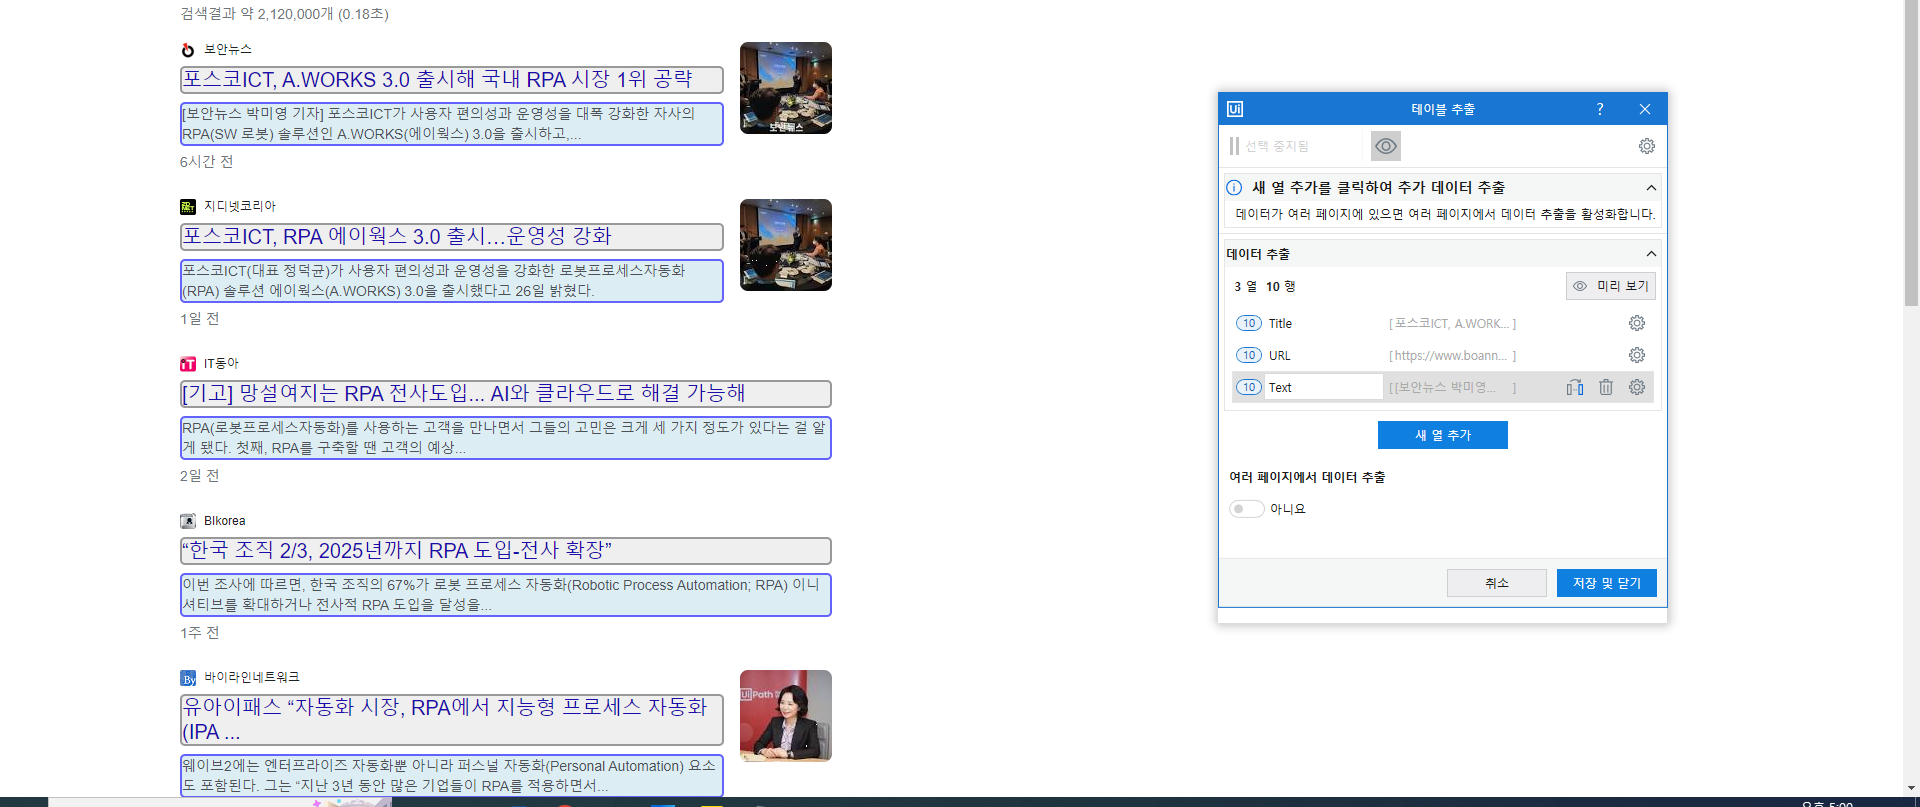 검색결과 약 2,120,000개 (0.18초)
보안뉴스
포스코ICT, A.WORKS 3.0 출시해 국내 RPA 시장 1위 공략
[보안뉴스 박미영 기자] 포스코ICT가 사용자 편의성과 운영성을 대폭 강화한 자사의
RPA(SW 로봇) 솔루션인 A.WORKS(에이웍스) 3.0을 출시하고,...
보안뉴스
6시간 전
지디넷코리아
포스코ICT, RPA 에이웍스 3.0 출시…운영성 강화
포스코ICT(대표 정덕균)가 사용자 편의성과 운영성을 강화한 로봇프로세스자동화
(RPA) 솔루션 에이웍스(A.WORKS) 3.0을 출시했다고 26일 밝혔다.
1일 전
IT동아
[기고] 망설여지는 RPA 전사도입... AI와 클라우드로 해결 가능해
RPA(로봇프로세스자동화)를 사용하는 고객을 만나면서 그들의 고민은 크게 세 가지 정도가 있다는 걸 알
게 됐다. 첫째, RPA를 구축할 땐 고객의 예상...
2일 전
BIkorea
“한국 조직 2/3, 2025년까지 RPA 도입-전사 확장”
이번 조사에 따르면, 한국 조직의 67%가 로봇 프로세스 자동화(Robotic Process Automation; RPA) 이니
셔티브를 확대하거나 전사적 RPA 도입을 달성을...
1주 전
By
바이라인네트워크
유아이패스 “자동화 시장, RPA에서 지능형 프로세스 자동화
(IPA ...
웨이브2에는 엔터프라이즈 자동화뿐 아니라 퍼스널 자동화(Personal Automation) 요소
도 포함된다. 그는 “지난 3년 동안 많은 기업들이 RPA를 적용하면서...
Ui Path
Ui
테이블 추출
?
선택 중지됨
새 열 추가를 클릭하여 추가 데이터 추출
데이터가 여러 페이지에 있으면 여러 페이지에서 데이터 추출을 활성화합니다.
데이터 추출
3 열 10 행
미리 보기
10 Title [ 포스코ICT, A.WORK... ]
10 URL [ https://www.boann... ]
10 Text [ [보안뉴스 박미영... ]
새 열 추가
여러 페이지에서 데이터 추출
아니요
취소
저장 및 닫기
오후 5:00